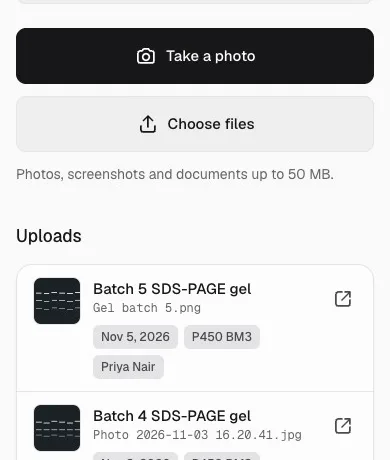 Take a photo
Choose files
Photos, screenshots and documents up to 50 MB.
Uploads
Batch 5 SDS-PAGE gel
Gel batch 5.png
Nov 5, 2026 P450 BM3
Priya Nair
Batch 4 SDS-PAGE gel
Photo 2026-11-03 16.20.41.jpg